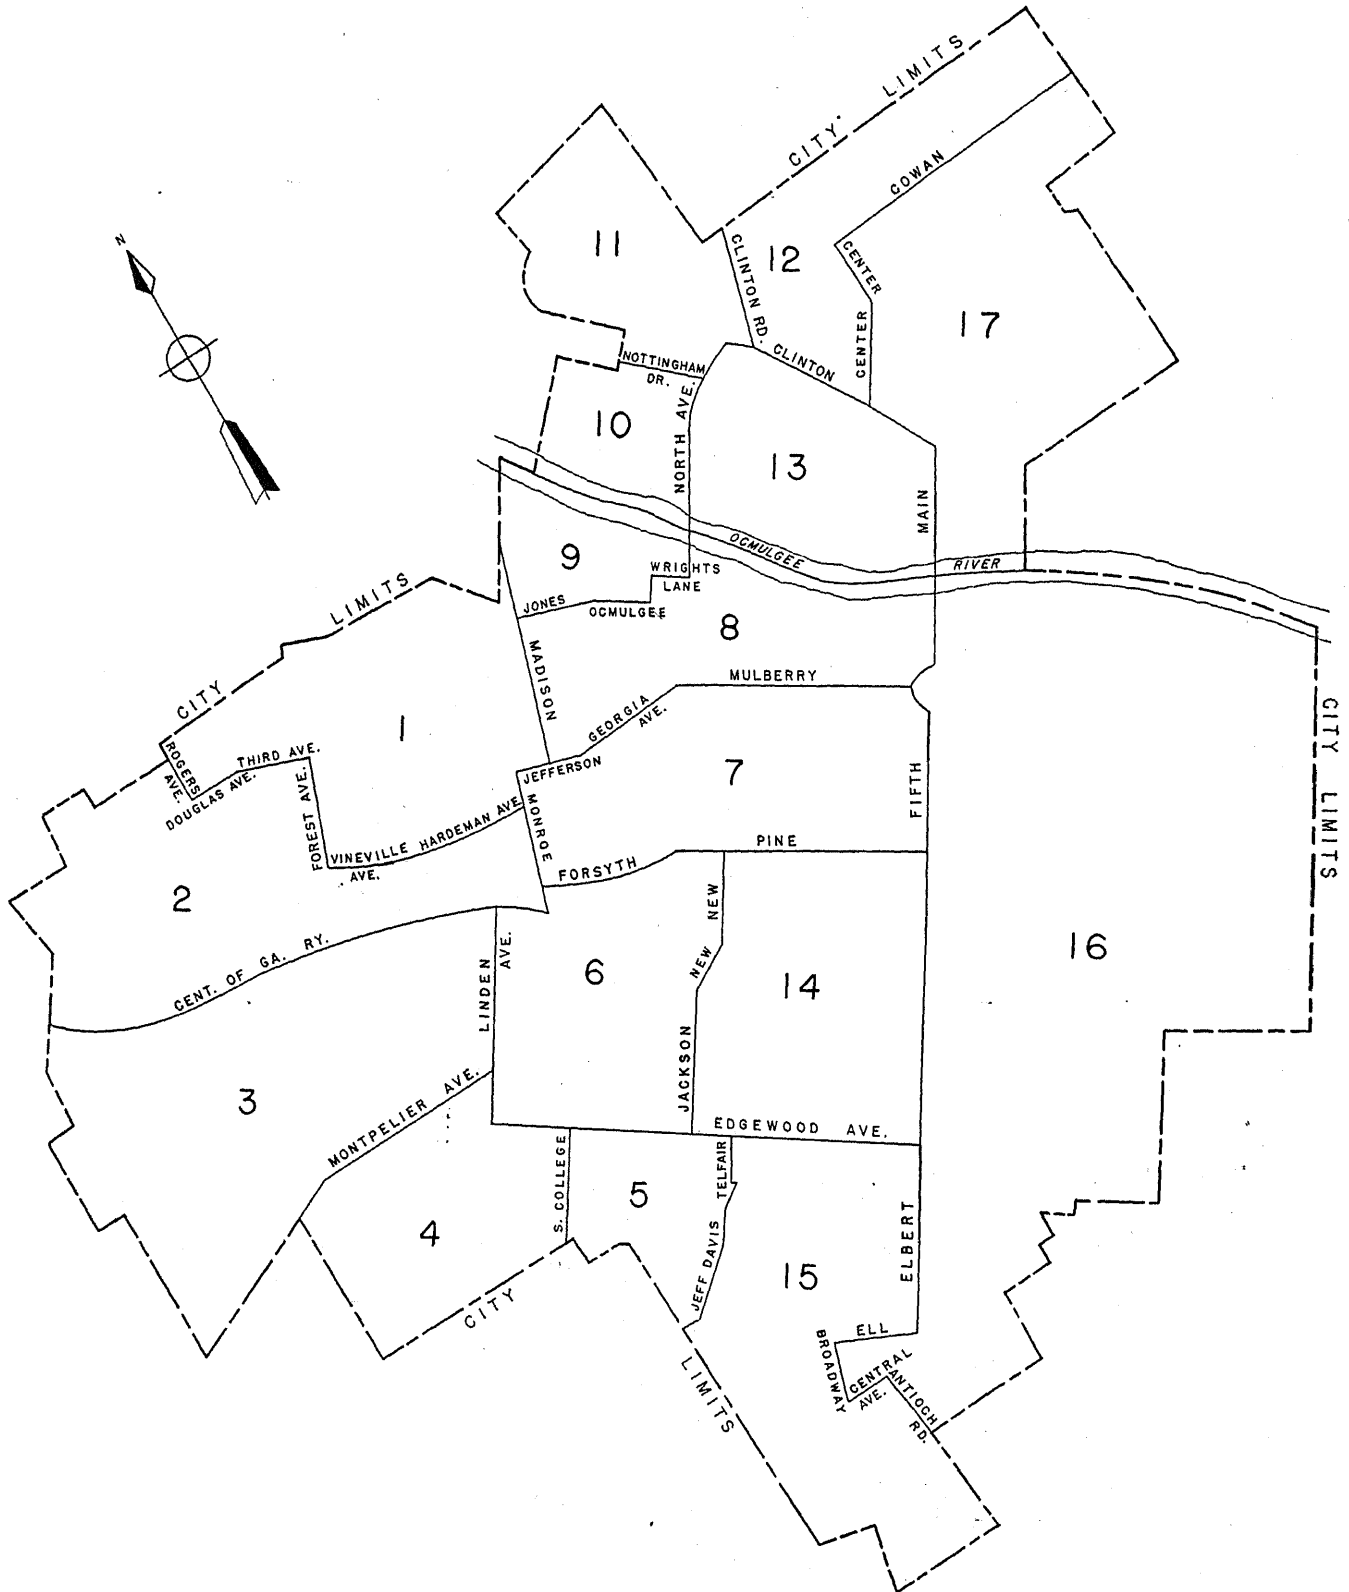 CITY LIMITS
COWAN
N
11
CLINTON RD.
12
CENTER
CENTER
17
NOTTINGHAM
DR.
CLINTON
10
NORTH AVE.
13
MAIN
OCMULGEE
RIVER
9
WRIGHTS
LANE
JONES
OCMULGEE
CITY LIMITS
8
MADISON
MULBERRY
GEORGIA
AVE.
1
ROGERS
AVE.
THIRD AVE.
DOUGLAS AVE.
JEFFERSON
7
FIFTH
CITY LIMITS
FOREST AVE.
VINEVILLE
AVE.
HARDEMAN AVE.
MONROE
PINE
FORSYTH
2
NEW
CENT. OF GA. RY.
LINDEN
AVE.
6
NEW
14
16
JACKSON
3
MONTPELIER AVE.
EDGEWOOD AVE.
S. COLLEGE
5
TELFAIR
4
JEFF DAVIS
15
ELBERT
CITY
LIMITS
ELL
BROADWAY
CENTRAL
AVE.
ANTIOCH
RD.